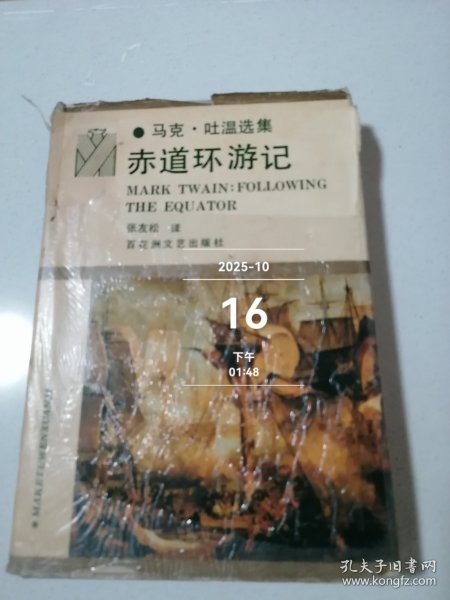 ● 马克·吐温选集
赤道环游记
MARK TWAIN: FOLLOWING
THE EQUATOR
张友松 译
百花洲文艺出版社
2025-10
16
下午
01:48
● MAKETUWENXUANJI
孔夫子旧书网
www.kongfz.com